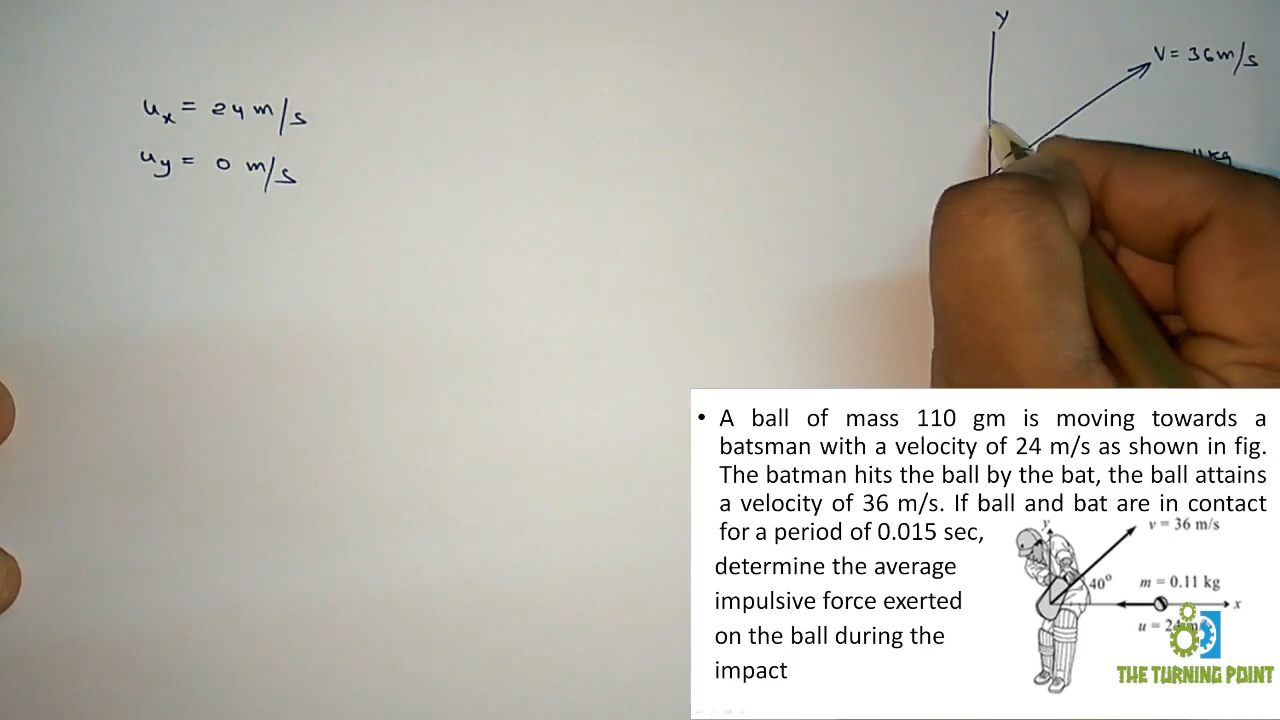 y
V = 36 m/s
ux = 24 m/s
uy = 0 m/s
• A ball of mass 110 gm is moving towards a
batsman with a velocity of 24 m/s as shown in fig.
The batman hits the ball by the bat, the ball attains
a velocity of 36 m/s. If ball and bat are in contact
for a period of 0.015 sec,
determine the average
impulsive force exerted
on the ball during the
impact
y
v = 36 m/s
40°
m = 0.11 kg
x
u = 24
THE TURNING POINT